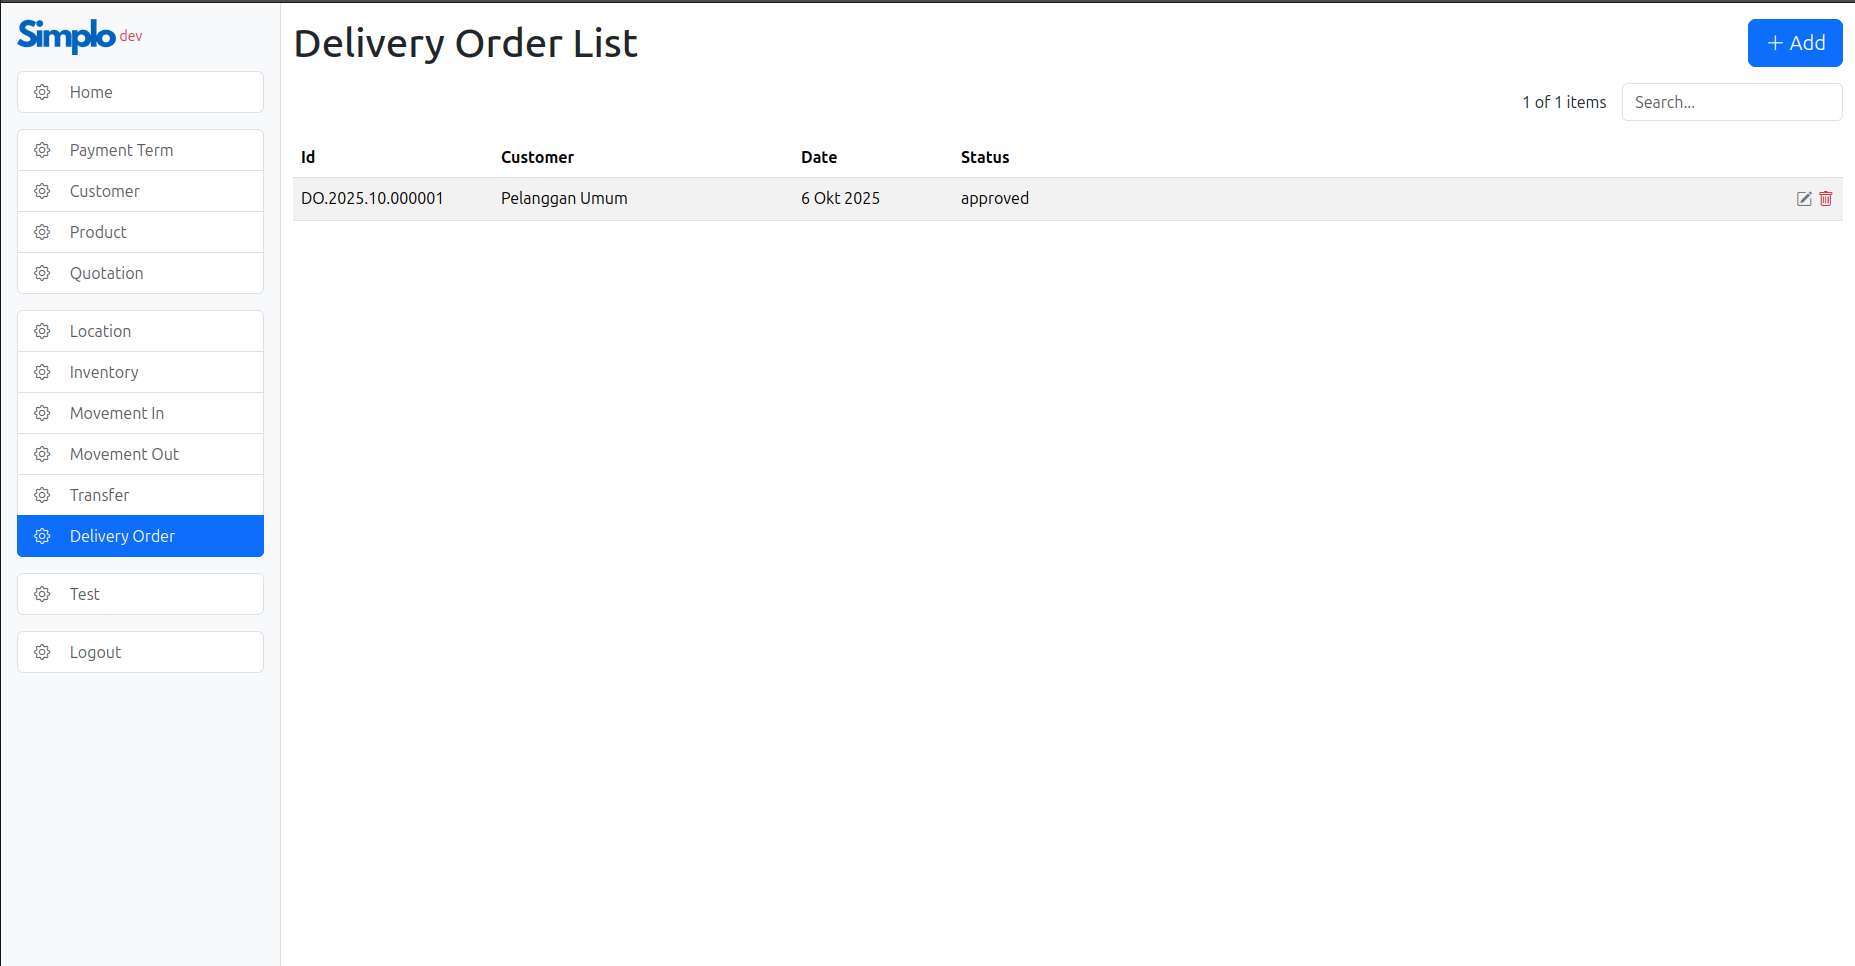 Simplo dev
Home
Payment Term
Customer
Product
Quotation
Location
Inventory
Movement In
Movement Out
Transfer
Delivery Order
Test
Logout
Delivery Order List
+ Add
1 of 1 items Search...
Id Customer Date Status
DO.2025.10.000001 Pelanggan Umum 6 Okt 2025 approved